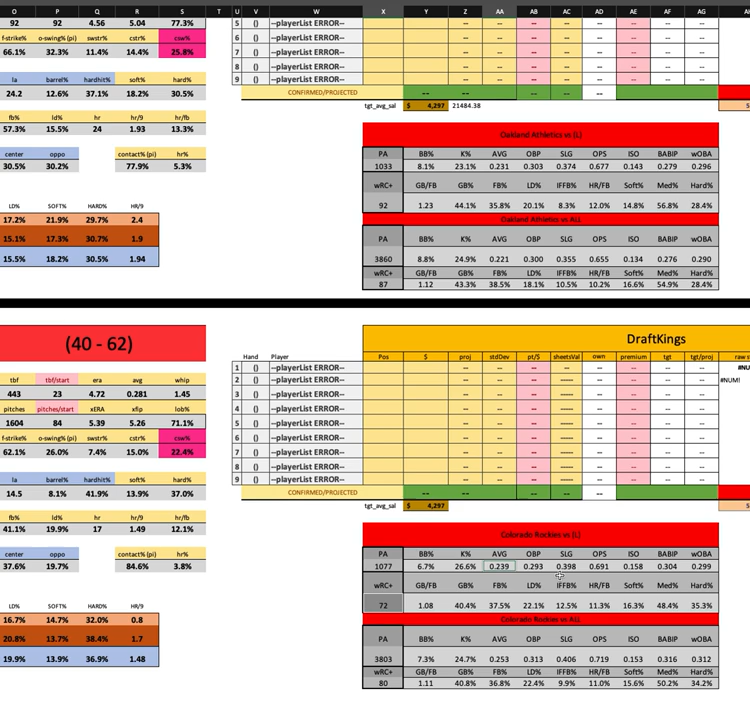 O P Q R S T U V W X Y Z AA AB AC AD AE AF AG
92 92 4.56 5.04 77.3% 5 () --playerList ERROR-- -- -- -- -- -- --
f-strike% o-swing% (pi) swstr% cstr% csw% 6 () --playerList ERROR-- -- -- -- -- -- --
66.1% 32.3% 11.4% 14.4% 25.8% 7 () --playerList ERROR-- -- -- -- -- -- --
8 () --playerList ERROR-- -- -- -- -- -- --
la barrel% hardhit% soft% hard% 9 () --playerList ERROR-- -- -- -- -- -- --
24.2 12.6% 37.1% 18.2% 30.5% CONFIRMED/PROJECTED -- -- -- -- --
tgt_avg_sal $ 4,297 21484.38 5
fb% ld% hr hr/9 hr/fb
57.3% 15.5% 24 1.93 13.3%
Oakland Athletics vs (L)
center oppo contact% (pi) hr% PA BB% K% AVG OBP SLG OPS ISO BABIP wOBA
30.5% 30.2% 77.9% 5.3% 1033 8.1% 23.1% 0.231 0.303 0.374 0.677 0.143 0.279 0.296
wRC+ GB/FB GB% FB% LD% IFFB% HR/FB Soft% Med% Hard%
LD% SOFT% HARD% HR/9 92 1.23 44.1% 35.8% 20.1% 8.3% 12.0% 14.8% 56.8% 28.4%
17.2% 21.9% 29.7% 2.4 Oakland Athletics vs ALL
15.1% 17.3% 30.7% 1.9 PA BB% K% AVG OBP SLG OPS ISO BABIP wOBA
15.5% 18.2% 30.5% 1.94 3860 8.8% 24.9% 0.221 0.300 0.355 0.655 0.134 0.276 0.290
wRC+ GB/FB GB% FB% LD% IFFB% HR/FB Soft% Med% Hard%
87 1.12 43.3% 38.5% 18.1% 10.5% 10.2% 16.6% 54.9% 28.4%
(40 - 62) DraftKings
Hand Player Pos $ proj stdDev pt/$ sheetsVal own premium tgt tgt/proj raw
1 () --playerList ERROR-- -- -- ----- -- -- -- -- #NU
tbf tbf/start era avg whip 2 () --playerList ERROR-- -- -- ----- -- -- -- -- #NUM!
443 23 4.72 0.281 1.45 3 () --playerList ERROR-- -- -- ----- -- -- -- --
pitches pitches/start xERA xfip lob% 4 () --playerList ERROR-- -- -- ----- -- -- -- --
1604 84 5.39 5.26 71.1% 5 () --playerList ERROR-- -- -- ----- -- -- -- --
f-strike% o-swing% (pi) swstr% cstr% csw% 6 () --playerList ERROR-- -- -- ----- -- -- -- --
62.1% 26.0% 7.4% 15.0% 22.4% 7 () --playerList ERROR-- -- -- ----- -- -- -- --
8 () --playerList ERROR-- -- -- ----- -- -- -- --
la barrel% hardhit% soft% hard% 9 () --playerList ERROR-- -- -- ----- -- -- -- --
14.5 8.1% 41.9% 13.9% 37.0% CONFIRMED/PROJECTED -- -- -- -- --
tgt_avg_sal $ 4,297 5
fb% ld% hr hr/9 hr/fb
41.1% 19.9% 17 1.49 12.1%
Colorado Rockies vs (L)
center oppo contact% (pi) hr% PA BB% K% AVG OBP SLG OPS ISO BABIP wOBA
37.6% 19.7% 84.6% 3.8% 1077 6.7% 26.6% 0.239 0.293 0.398 0.691 0.158 0.304 0.299
wRC+ GB/FB GB% FB% LD% IFFB% HR/FB Soft% Med% Hard%
LD% SOFT% HARD% HR/9 72 1.08 40.4% 37.5% 22.1% 12.5% 11.3% 16.3% 48.4% 35.3%
16.7% 14.7% 32.0% 0.8 Colorado Rockies vs ALL
20.8% 13.7% 38.4% 1.7 PA BB% K% AVG OBP SLG OPS ISO BABIP wOBA
19.9% 13.9% 36.9% 1.48 3803 7.3% 24.7% 0.253 0.313 0.406 0.719 0.153 0.316 0.312
wRC+ GB/FB GB% FB% LD% IFFB% HR/FB Soft% Med% Hard%
80 1.11 40.8% 36.8% 22.4% 9.9% 11.0% 15.6% 50.2% 34.2%